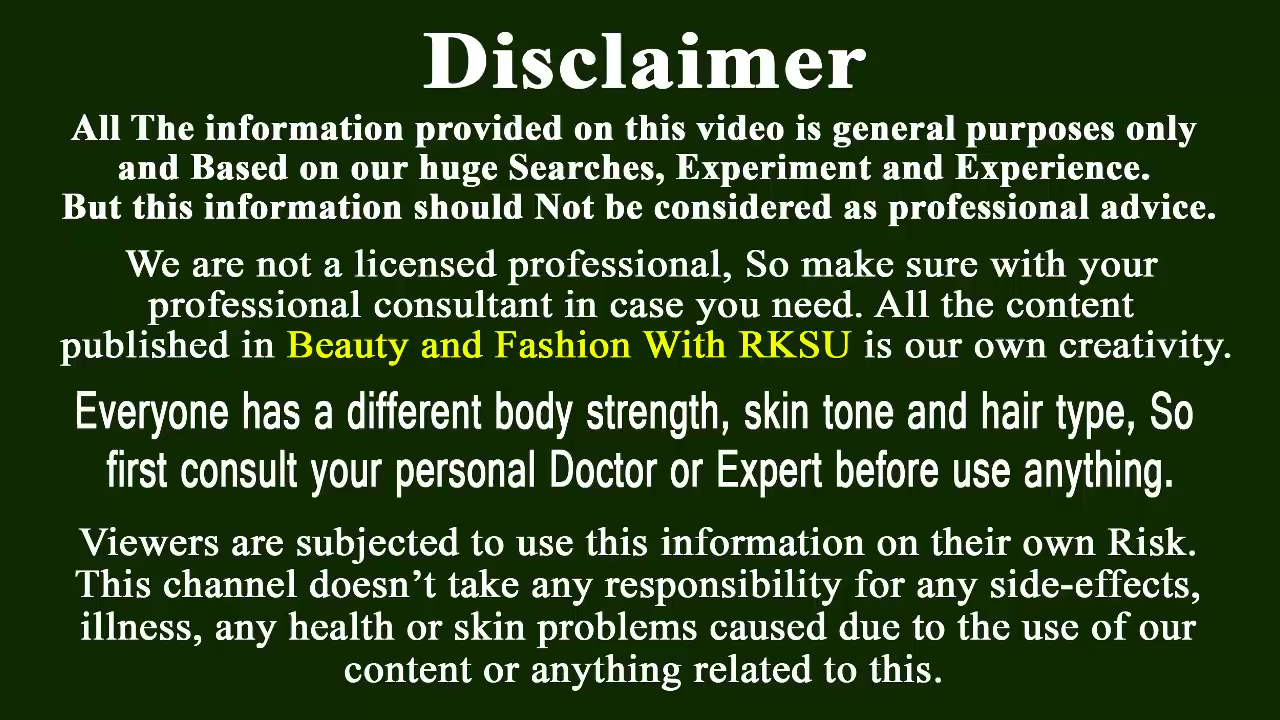 Disclaimer
All The information provided on this video is general purposes only
and Based on our huge Searches, Experiment and Experience.
But this information should Not be considered as professional advice.
We are not a licensed professional, So make sure with your
professional consultant in case you need. All the content
published in Beauty and Fashion With RKSU is our own creativity.
Everyone has a different body strength, skin tone and hair type, So
first consult your personal Doctor or Expert before use anything.
Viewers are subjected to use this information on their own Risk.
This channel doesn’t take any responsibility for any side-effects,
illness, any health or skin problems caused due to the use of our
content or anything related to this.